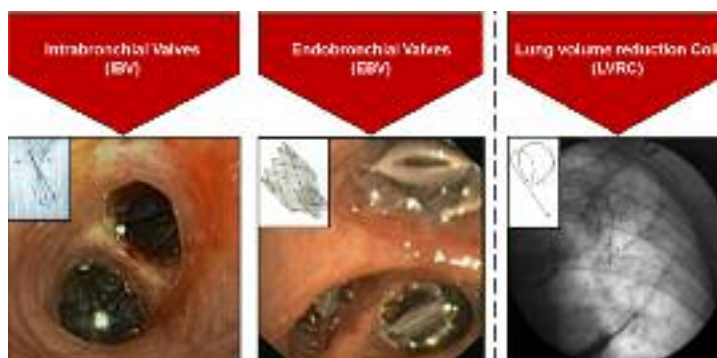 Intrabronchial Valves
(IBV)
Endobronchial Valves
(EBV)
Lung volume reduction Coil
(LVRC)